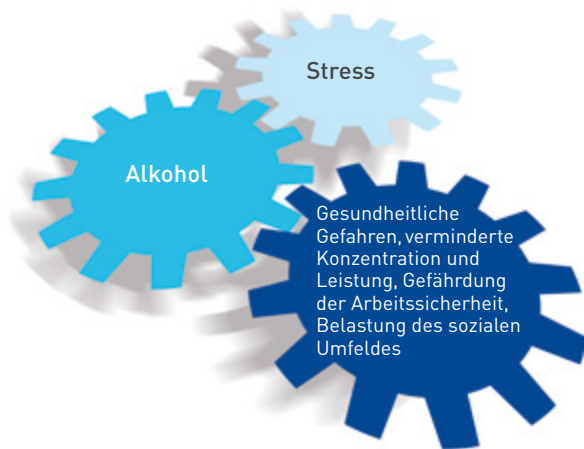 Stress
Alkohol
Gesundheitliche
Gefahren, verminderte
Konzentration und
Leistung, Gefährdung
der Arbeitssicherheit,
Belastung des sozialen
Umfeldes